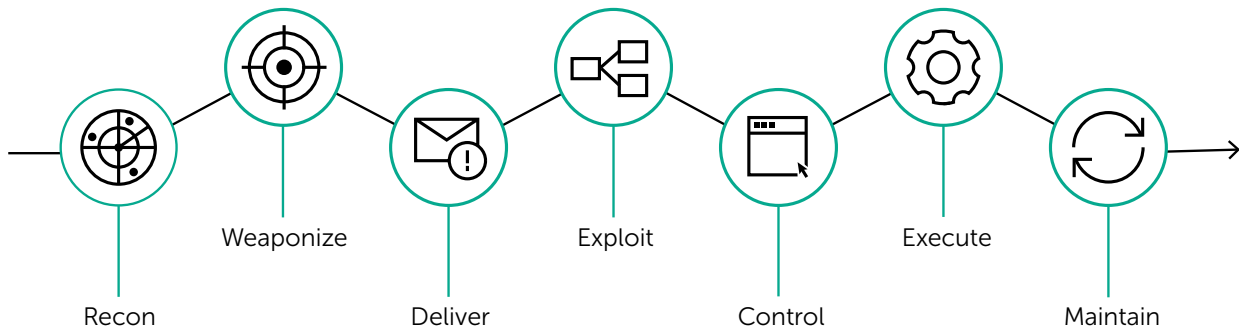 Recon
Weaponize
Deliver
Exploit
Control
Execute
Maintain